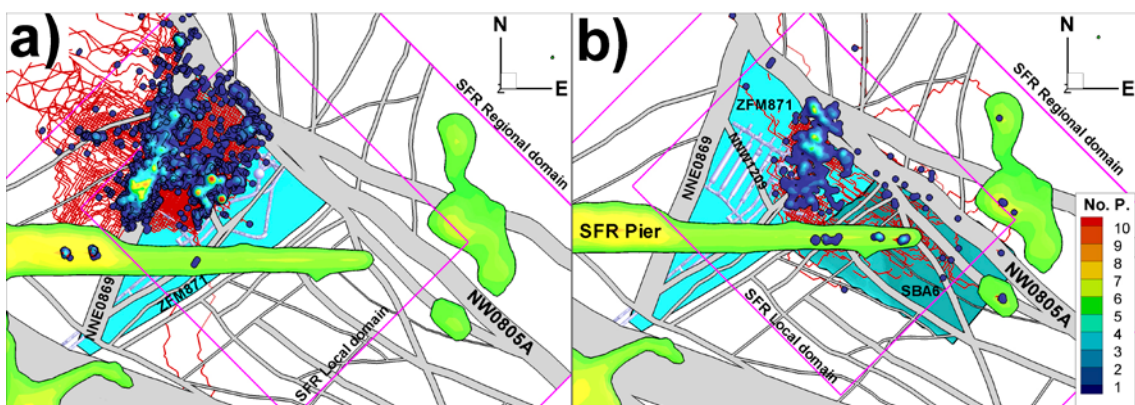 a)
N
E
z
SFR Regional domain
NNE0869
ZFM871
SFR Local domain
NW0805A
b)
N
E
z
SFR Regional domain
ZFM871
NNE0869
NNW1209
SFR Pier
SBA6
SFR Local domain
NW0805A
No. P.
10
9
8
7
6
5
4
3
2
1